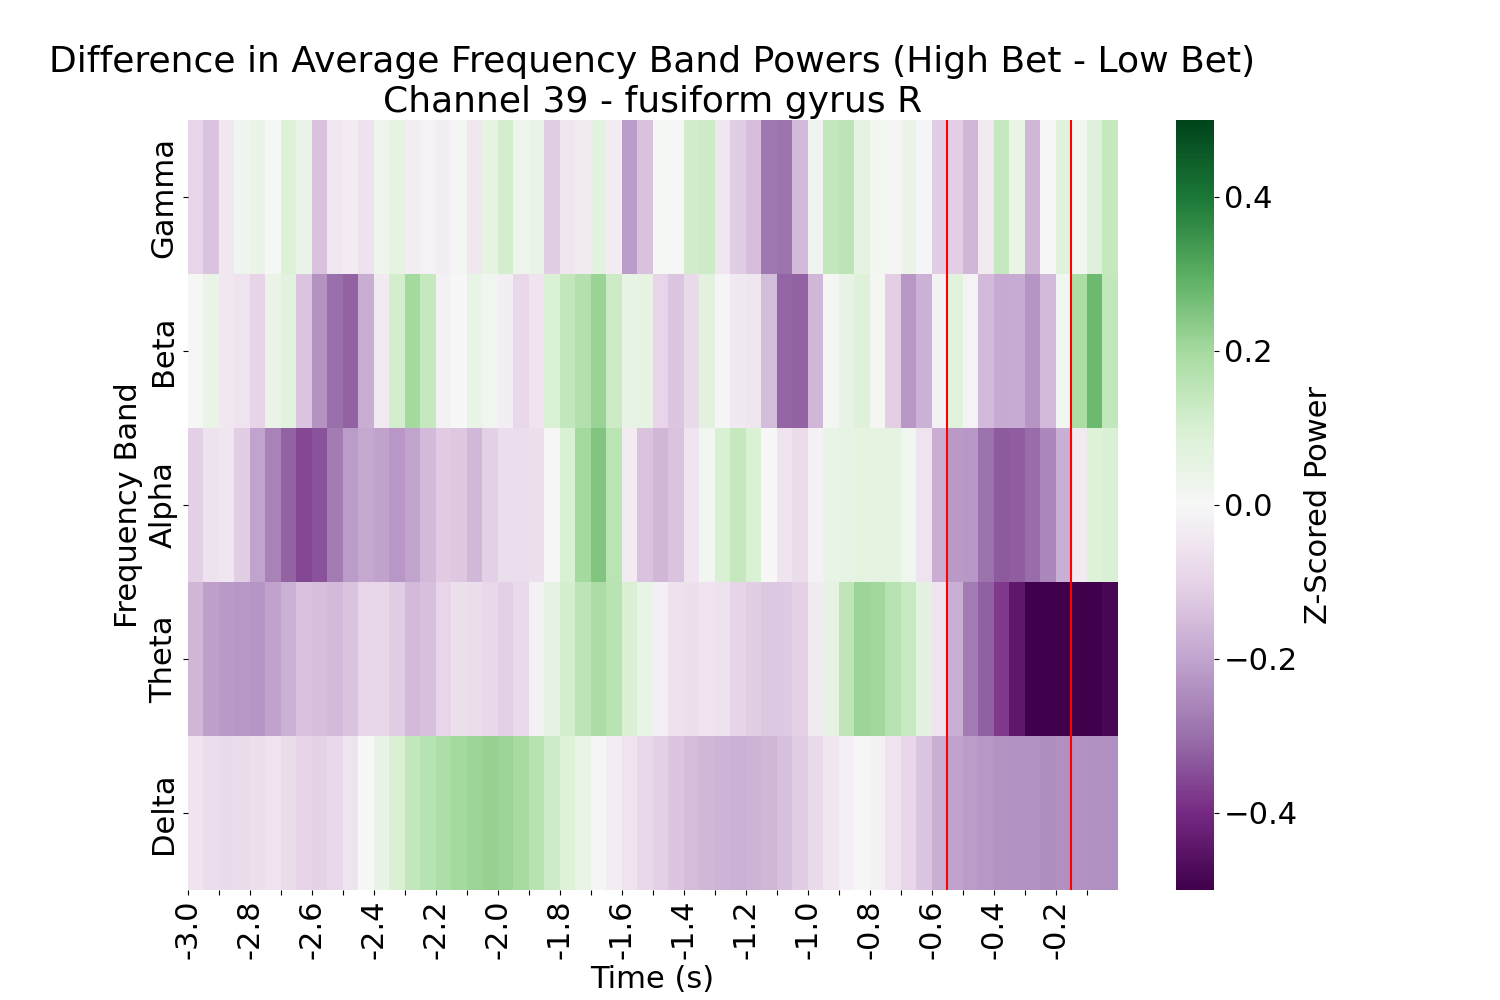 Difference in Average Frequency Band Powers (High Bet - Low Bet)
Channel 39 - fusiform gyrus R
Frequency Band
Gamma
Beta
Alpha
Theta
Delta
-3.0 -2.8 -2.6 -2.4 -2.2 -2.0 -1.8 -1.6 -1.4 -1.2 -1.0 -0.8 -0.6 -0.4 -0.2
Time (s)
0.4
0.2
0.0
−0.2
−0.4
Z-Scored Power